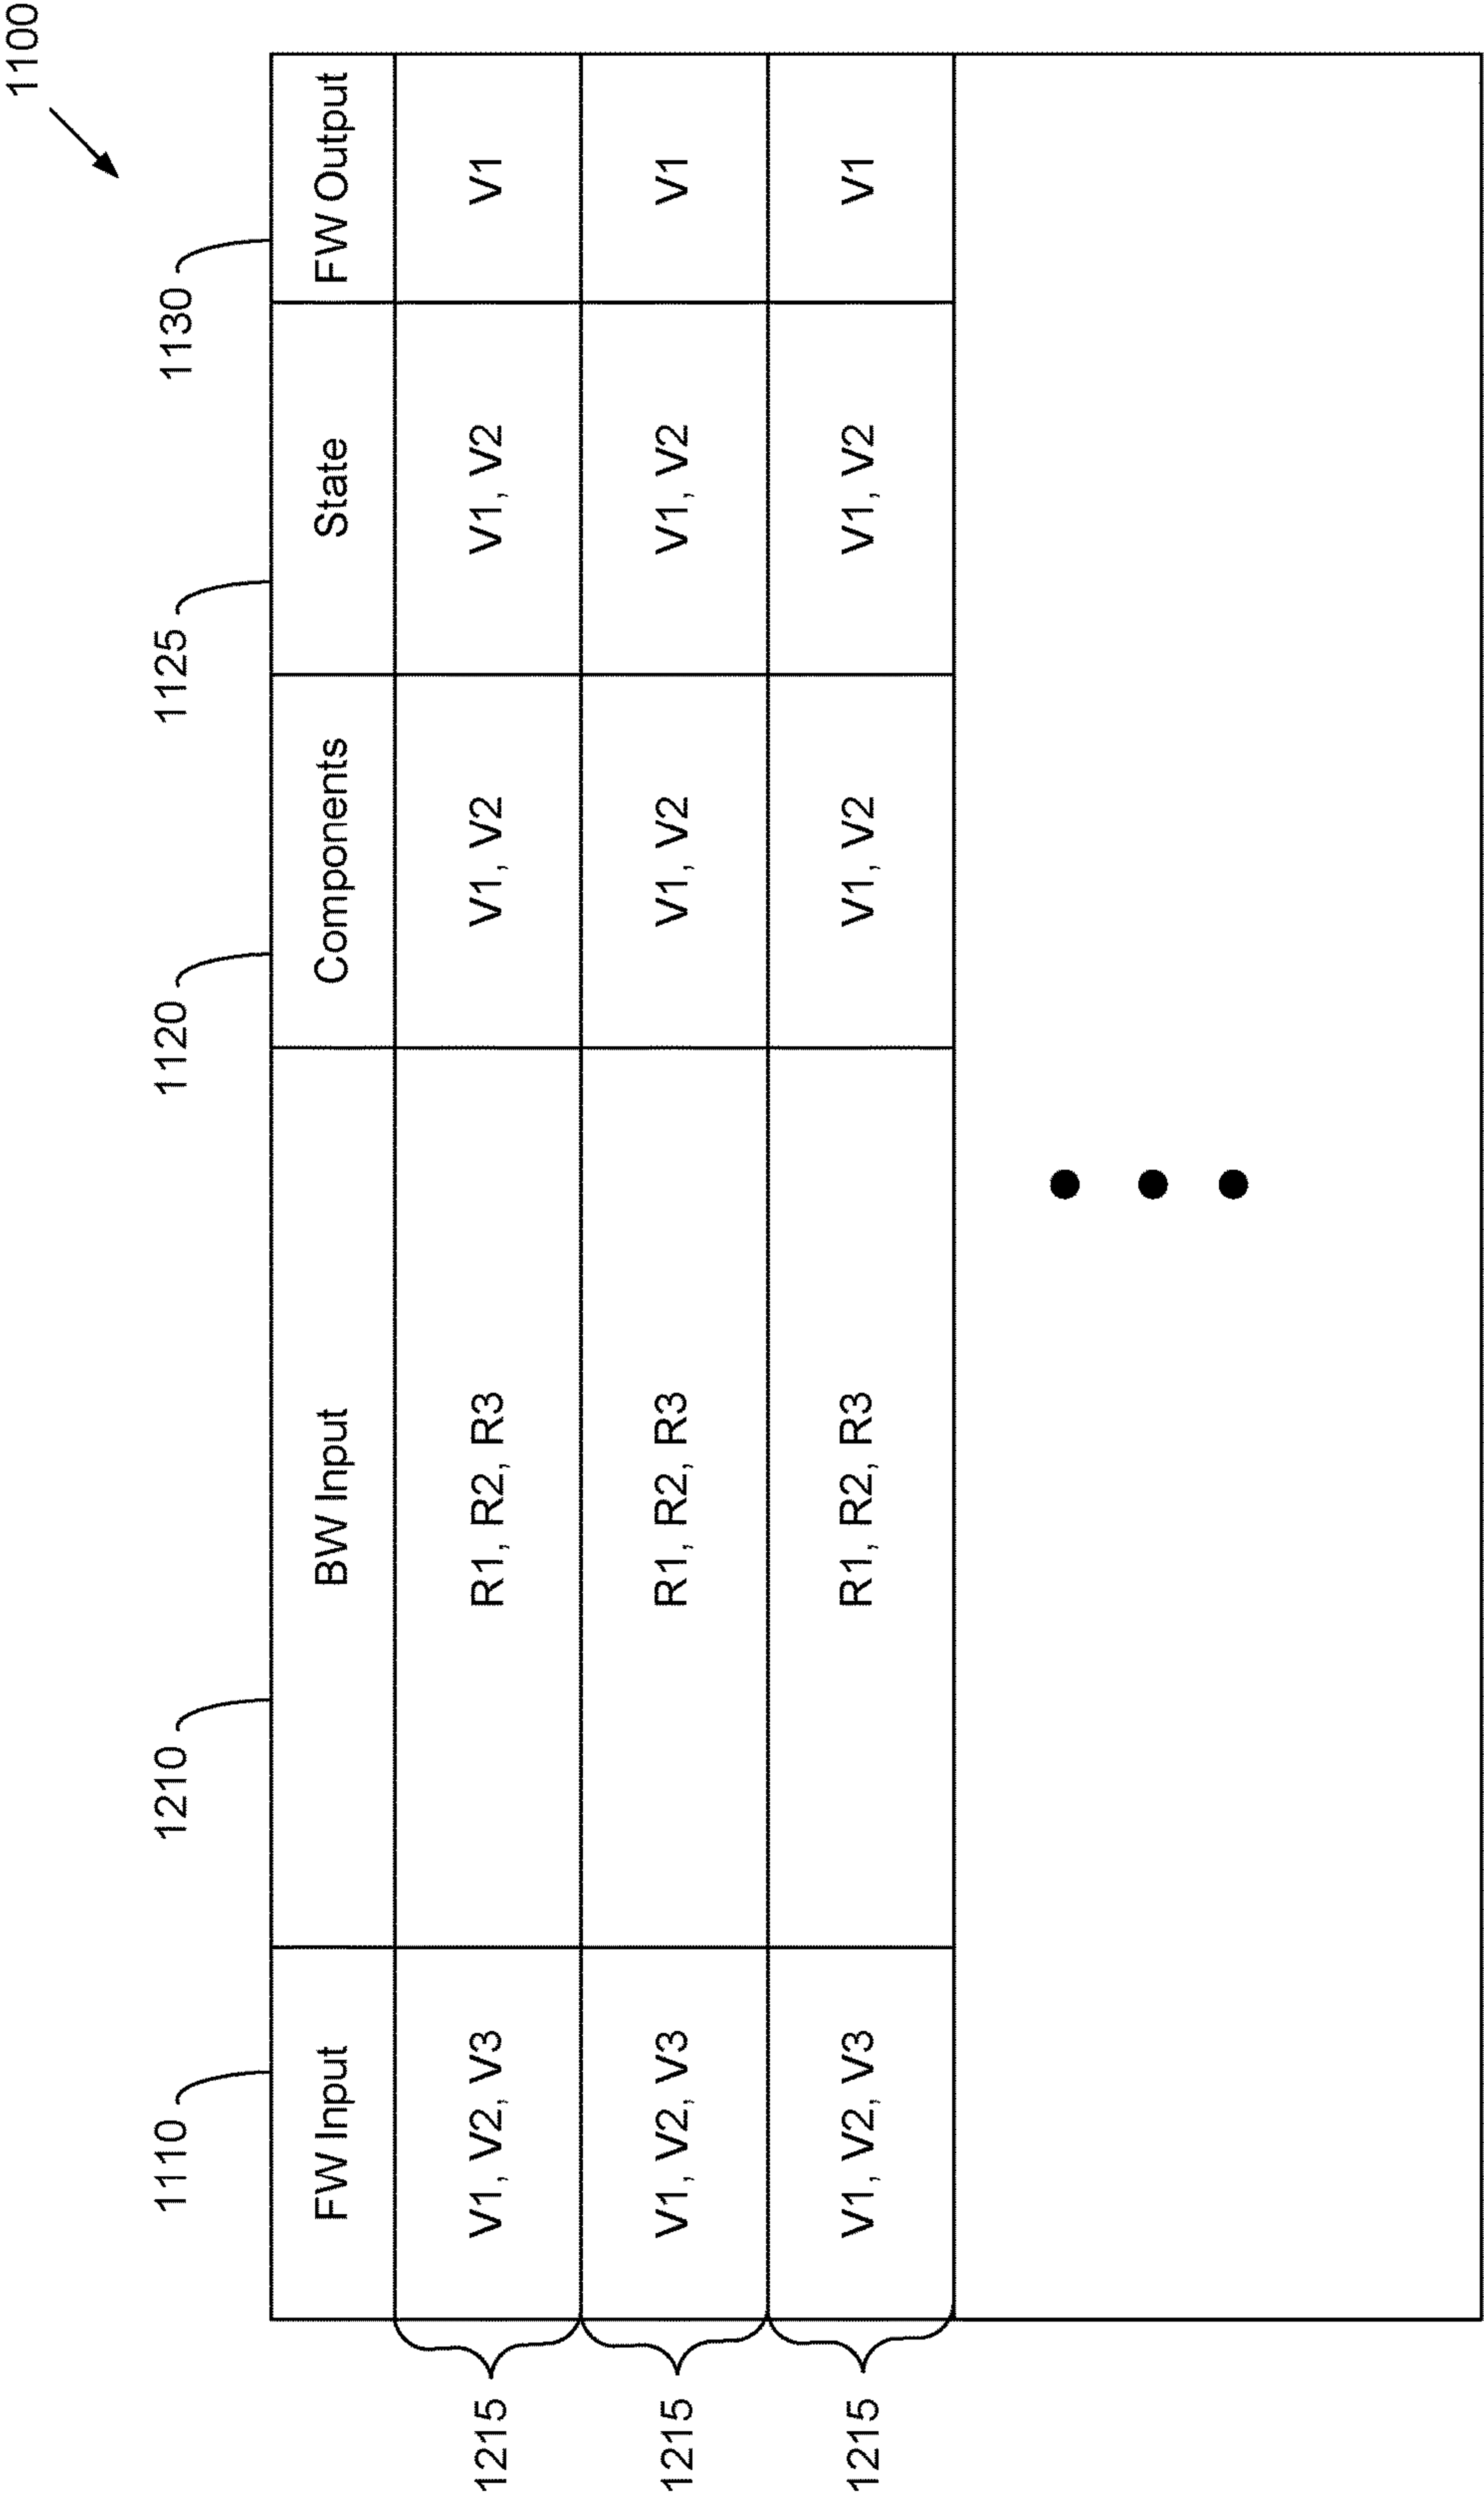 1100
1110 1210 1120 1125 1130
FW Input BW Input Components State FW Output
1215 V1, V2, V3 R1, R2, R3 V1, V2 V1, V2 V1
1215 V1, V2, V3 R1, R2, R3 V1, V2 V1, V2 V1
1215 V1, V2, V3 R1, R2, R3 V1, V2 V1, V2 V1